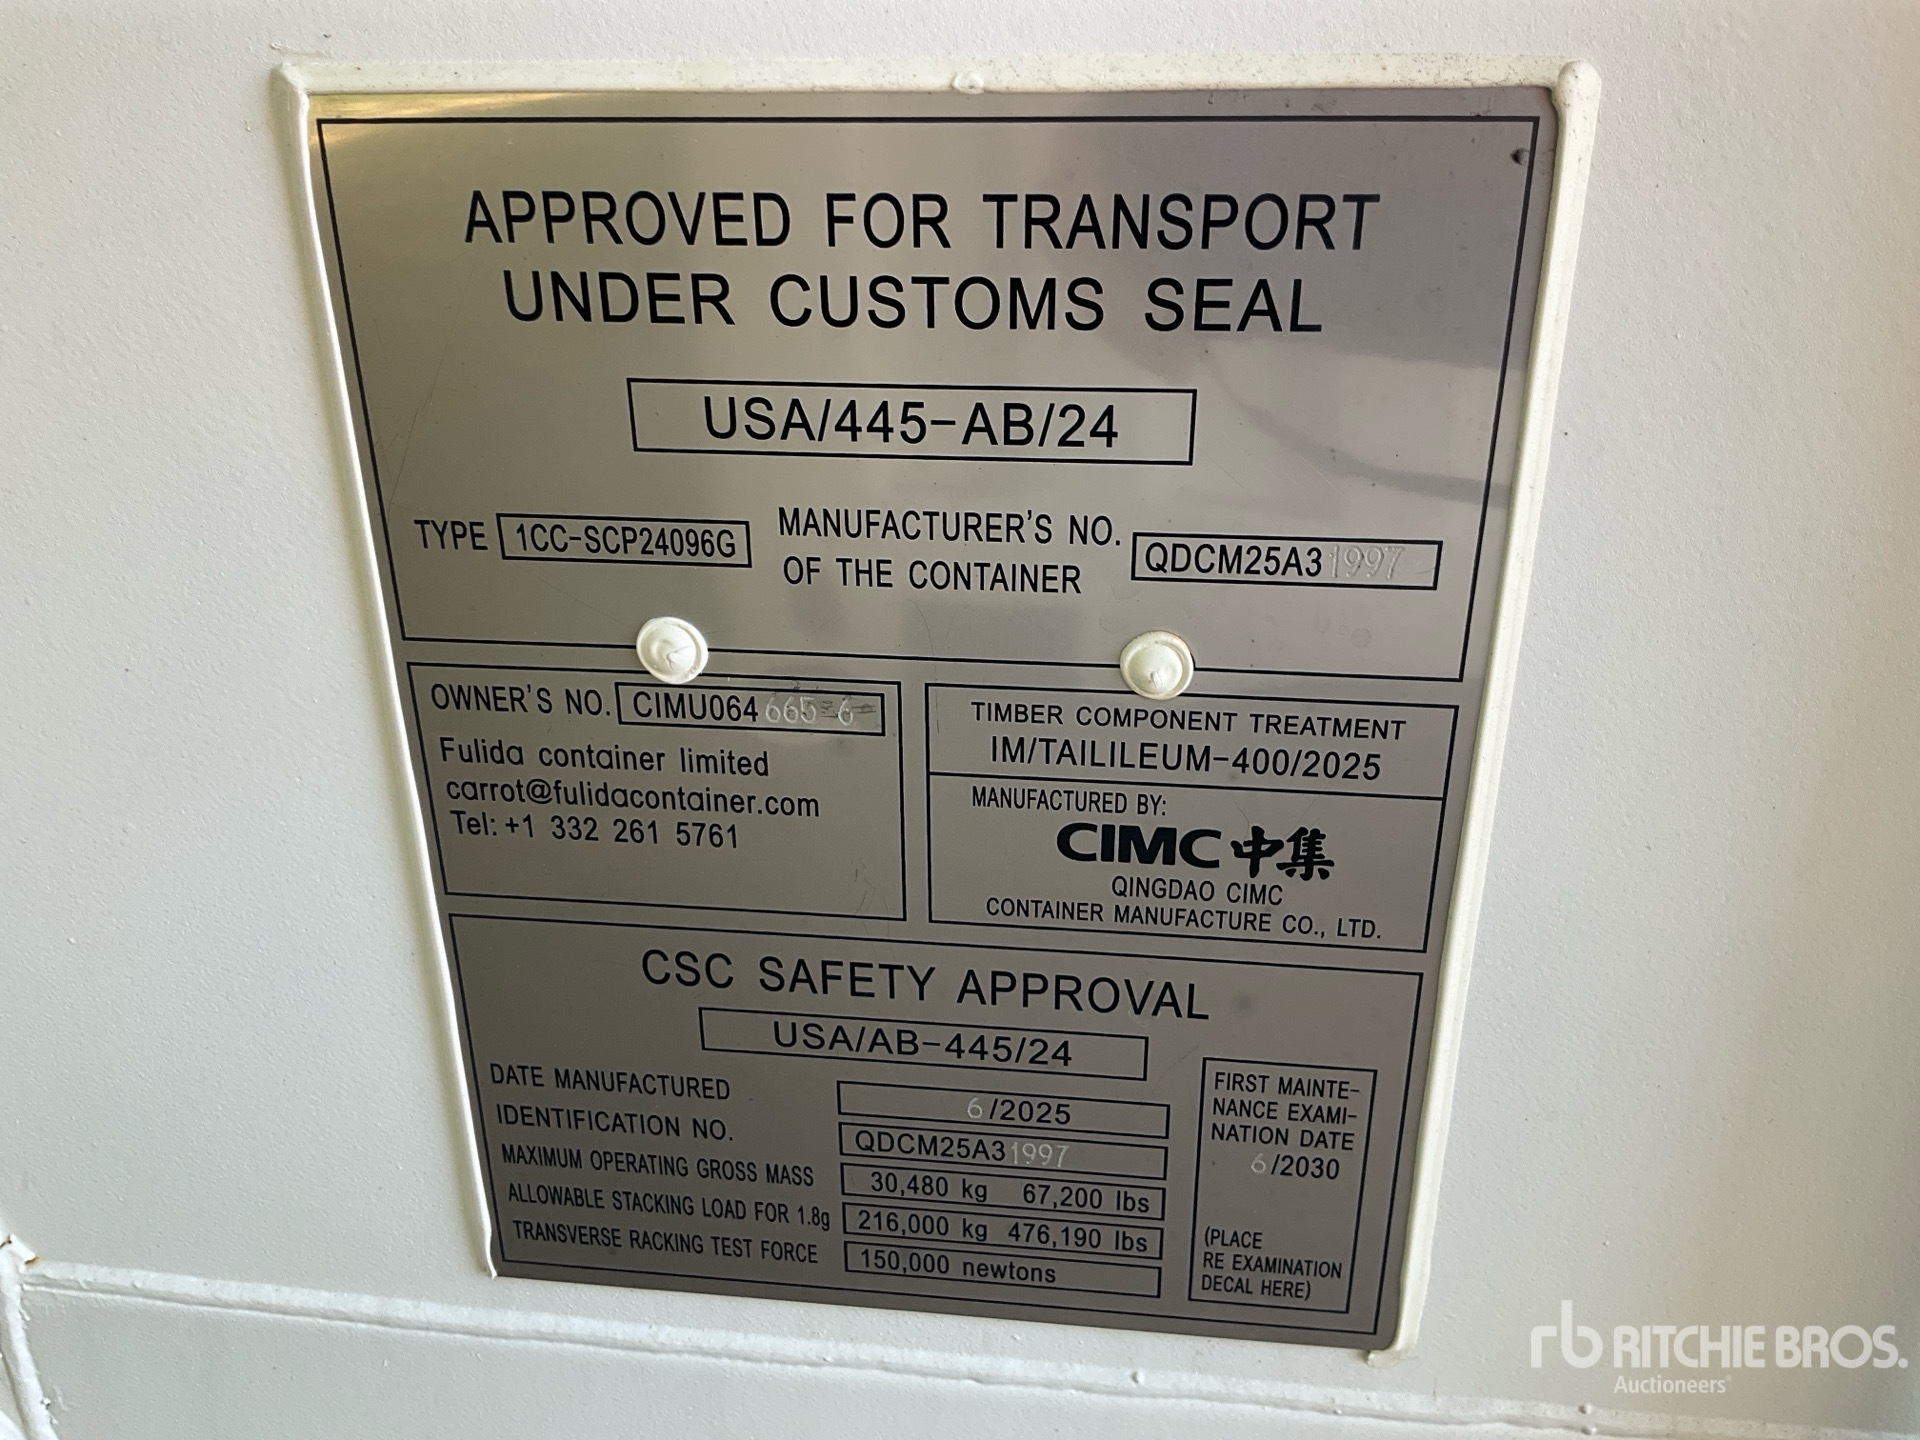 APPROVED FOR TRANSPORT
UNDER CUSTOMS SEAL
USA/445-AB/24
TYPE 1CC-SCP24096G
MANUFACTURER'S NO.
OF THE CONTAINER
QDCM25A31997
OWNER'S NO. CIMU064665-6
Fulida container limited
carrot@fulidacontainer.com
Tel: +1 332 261 5761
TIMBER COMPONENT TREATMENT
IM/TAILILEUM-400/2025
MANUFACTURED BY:
CIMC 中集
QINGDAO CIMC
CONTAINER MANUFACTURE CO., LTD.
CSC SAFETY APPROVAL
USA/AB-445/24
DATE MANUFACTURED 6/2025
IDENTIFICATION NO. QDCM25A31997
MAXIMUM OPERATING GROSS MASS 30,480 kg 67,200 lbs
ALLOWABLE STACKING LOAD FOR 1.8g 216,000 kg 476,190 lbs
TRANSVERSE RACKING TEST FORCE 150,000 newtons
FIRST MAINTE-
NANCE EXAMI-
NATION DATE
6/2030
(PLACE
RE EXAMINATION
DECAL HERE)
rb RITCHIE BROS.
Auctioneers